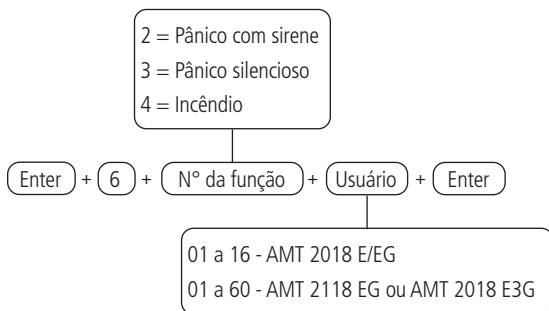 2 = Pânico com sirene
3 = Pânico silencioso
4 = Incêndio
Enter + 6 + N° da função + Usuário + Enter
01 a 16 - AMT 2018 E/EG
01 a 60 - AMT 2118 EG ou AMT 2018 E3G